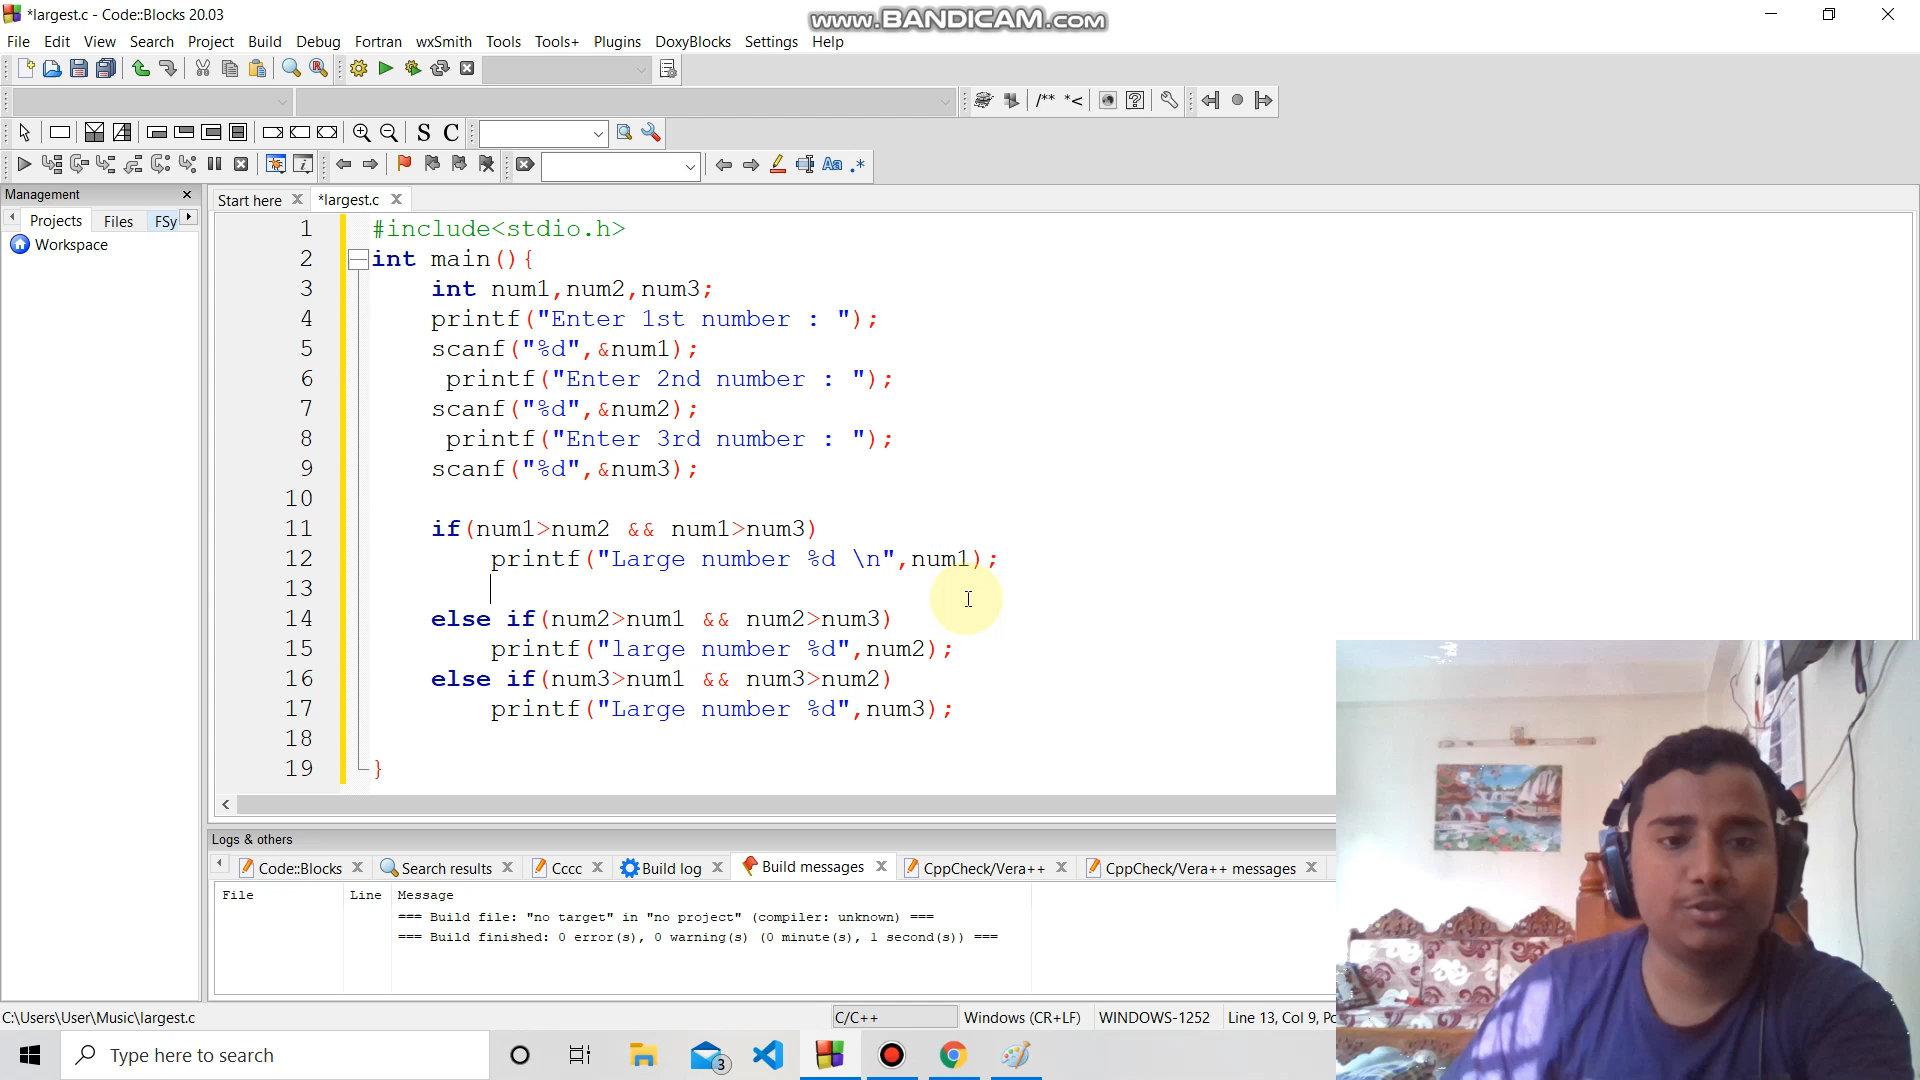 *largest.c - Code::Blocks 20.03
www.BANDICAM.com
File Edit View Search Project Build Debug Fortran wxSmith Tools Tools+ Plugins DoxyBlocks Settings Help
/** *<
S C
Aa .*
Management
Projects Files FSy
Workspace
Start here *largest.c
1 #include<stdio.h>
2 int main(){
3 int num1,num2,num3;
4 printf("Enter 1st number : ");
5 scanf("%d",&num1);
6 printf("Enter 2nd number : ");
7 scanf("%d",&num2);
8 printf("Enter 3rd number : ");
9 scanf("%d",&num3);
10
11 if(num1>num2 && num1>num3)
12 printf("Large number %d \n",num1);
13
14 else if(num2>num1 && num2>num3)
15 printf("large number %d",num2);
16 else if(num3>num1 && num3>num2)
17 printf("Large number %d",num3);
18
19 }
Logs & others
Code::Blocks Search results Cccc Build log Build messages CppCheck/Vera++ CppCheck/Vera++ messages
File Line Message
=== Build file: "no target" in "no project" (compiler: unknown) ===
=== Build finished: 0 error(s), 0 warning(s) (0 minute(s), 1 second(s)) ===
C:\Users\User\Music\largest.c C/C++ Windows (CR+LF) WINDOWS-1252 Line 13, Col 9, Po
Type here to search 3